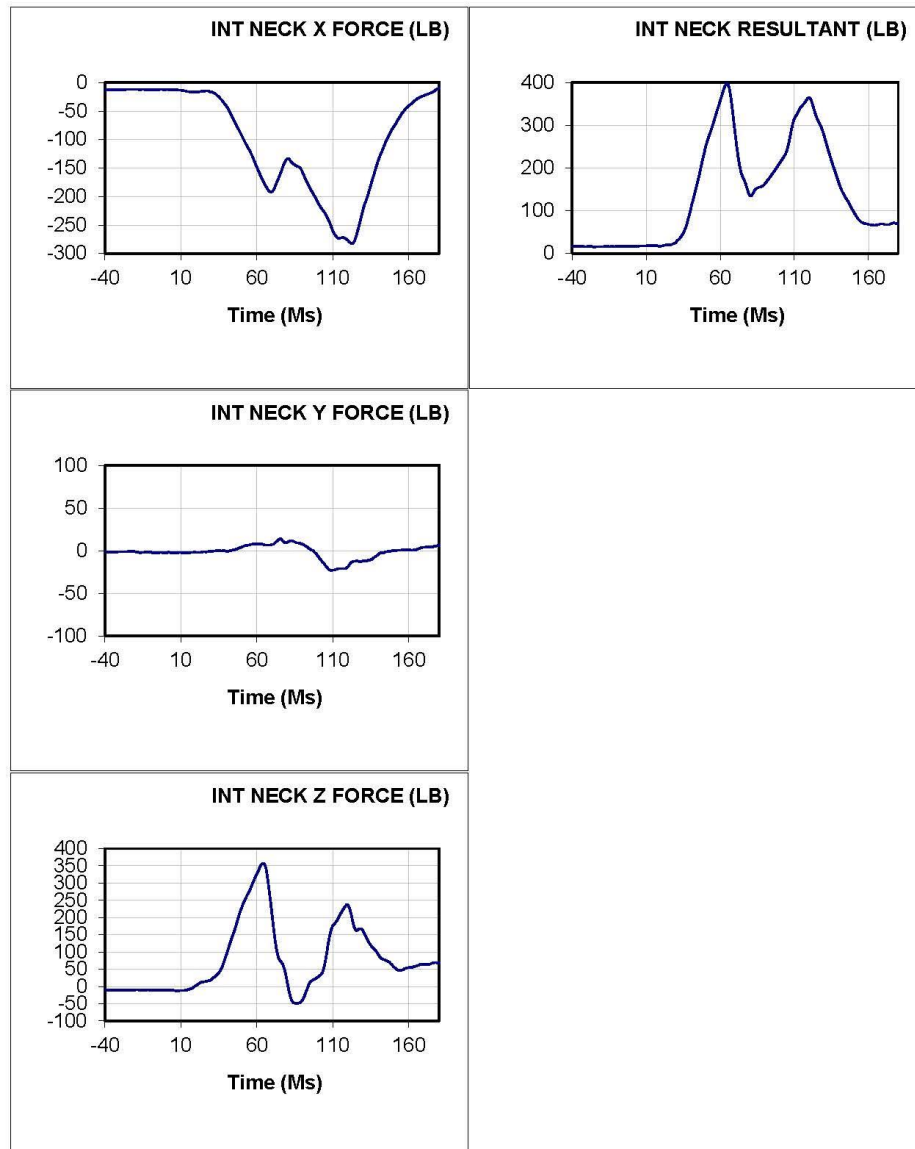 INT NECK X FORCE (LB)
0
-50
-100
-150
-200
-250
-300
-40 10 60 110 160
Time (Ms)
INT NECK RESULTANT (LB)
400
300
200
100
0
-40 10 60 110 160
Time (Ms)
INT NECK Y FORCE (LB)
100
50
0
-50
-100
-40 10 60 110 160
Time (Ms)
INT NECK Z FORCE (LB)
400
350
300
250
200
150
100
50
0
-50
-100
-40 10 60 110 160
Time (Ms)